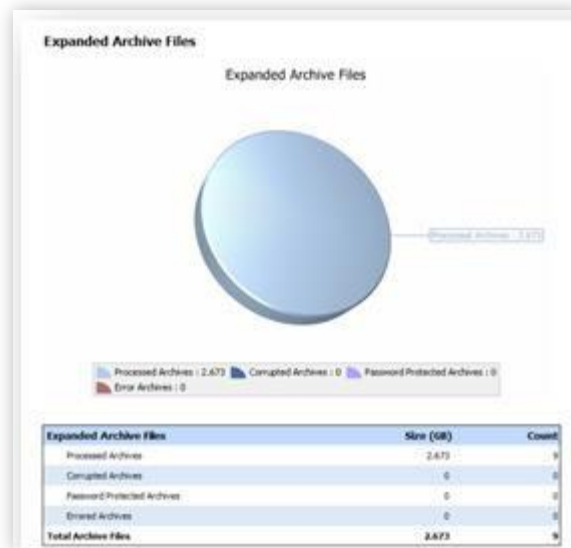 Expanded Archive Files
Expanded Archive Files
Processed Archives : 2.673
Processed Archives : 2.673 Corrupted Archives : 0 Password Protected Archives : 0
Error Archives : 0
Expanded Archive Files Size (GB) Count
Processed Archives 2.673 9
Corrupted Archives 0 0
Password Protected Archives 0 0
Errored Archives 0 0
Total Archive Files 2.673 9